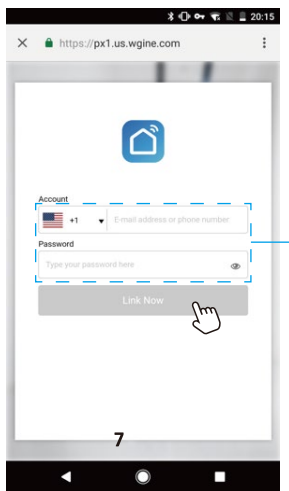 20:15
https://px1.us.wgine.com
Account
+1 E-mail address or phone number
Password
Type your password here
Link Now
7